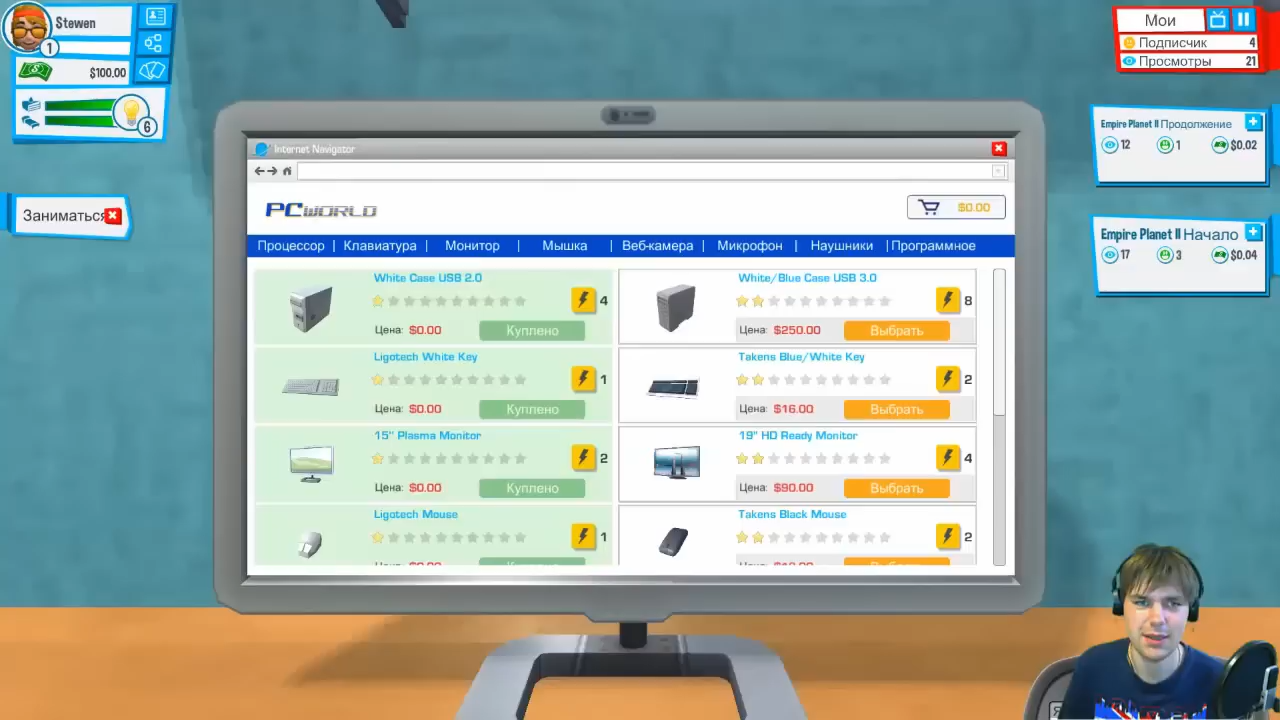 Stewen
1
$100.00
6
Заниматься
Мои
Подписчик 4
Просмотры 21
Empire Planet II Продолжение
12 1 $0.02
Empire Planet II Начало
17 3 $0.04
Internet Navigator
PCWORLD
$0.00
Процессор | Клавиатура | Монитор | Мышка | Веб-камера | Микрофон | Наушники | Программное
White Case USB 2.0
4
Цена: $0.00 Куплено
White/Blue Case USB 3.0
8
Цена: $250.00 Выбрать
Ligotech White Key
1
Цена: $0.00 Куплено
Takens Blue/White Key
2
Цена: $16.00 Выбрать
15" Plasma Monitor
2
Цена: $0.00 Куплено
19" HD Ready Monitor
4
Цена: $90.00 Выбрать
Ligotech Mouse
1
Takens Black Mouse
2